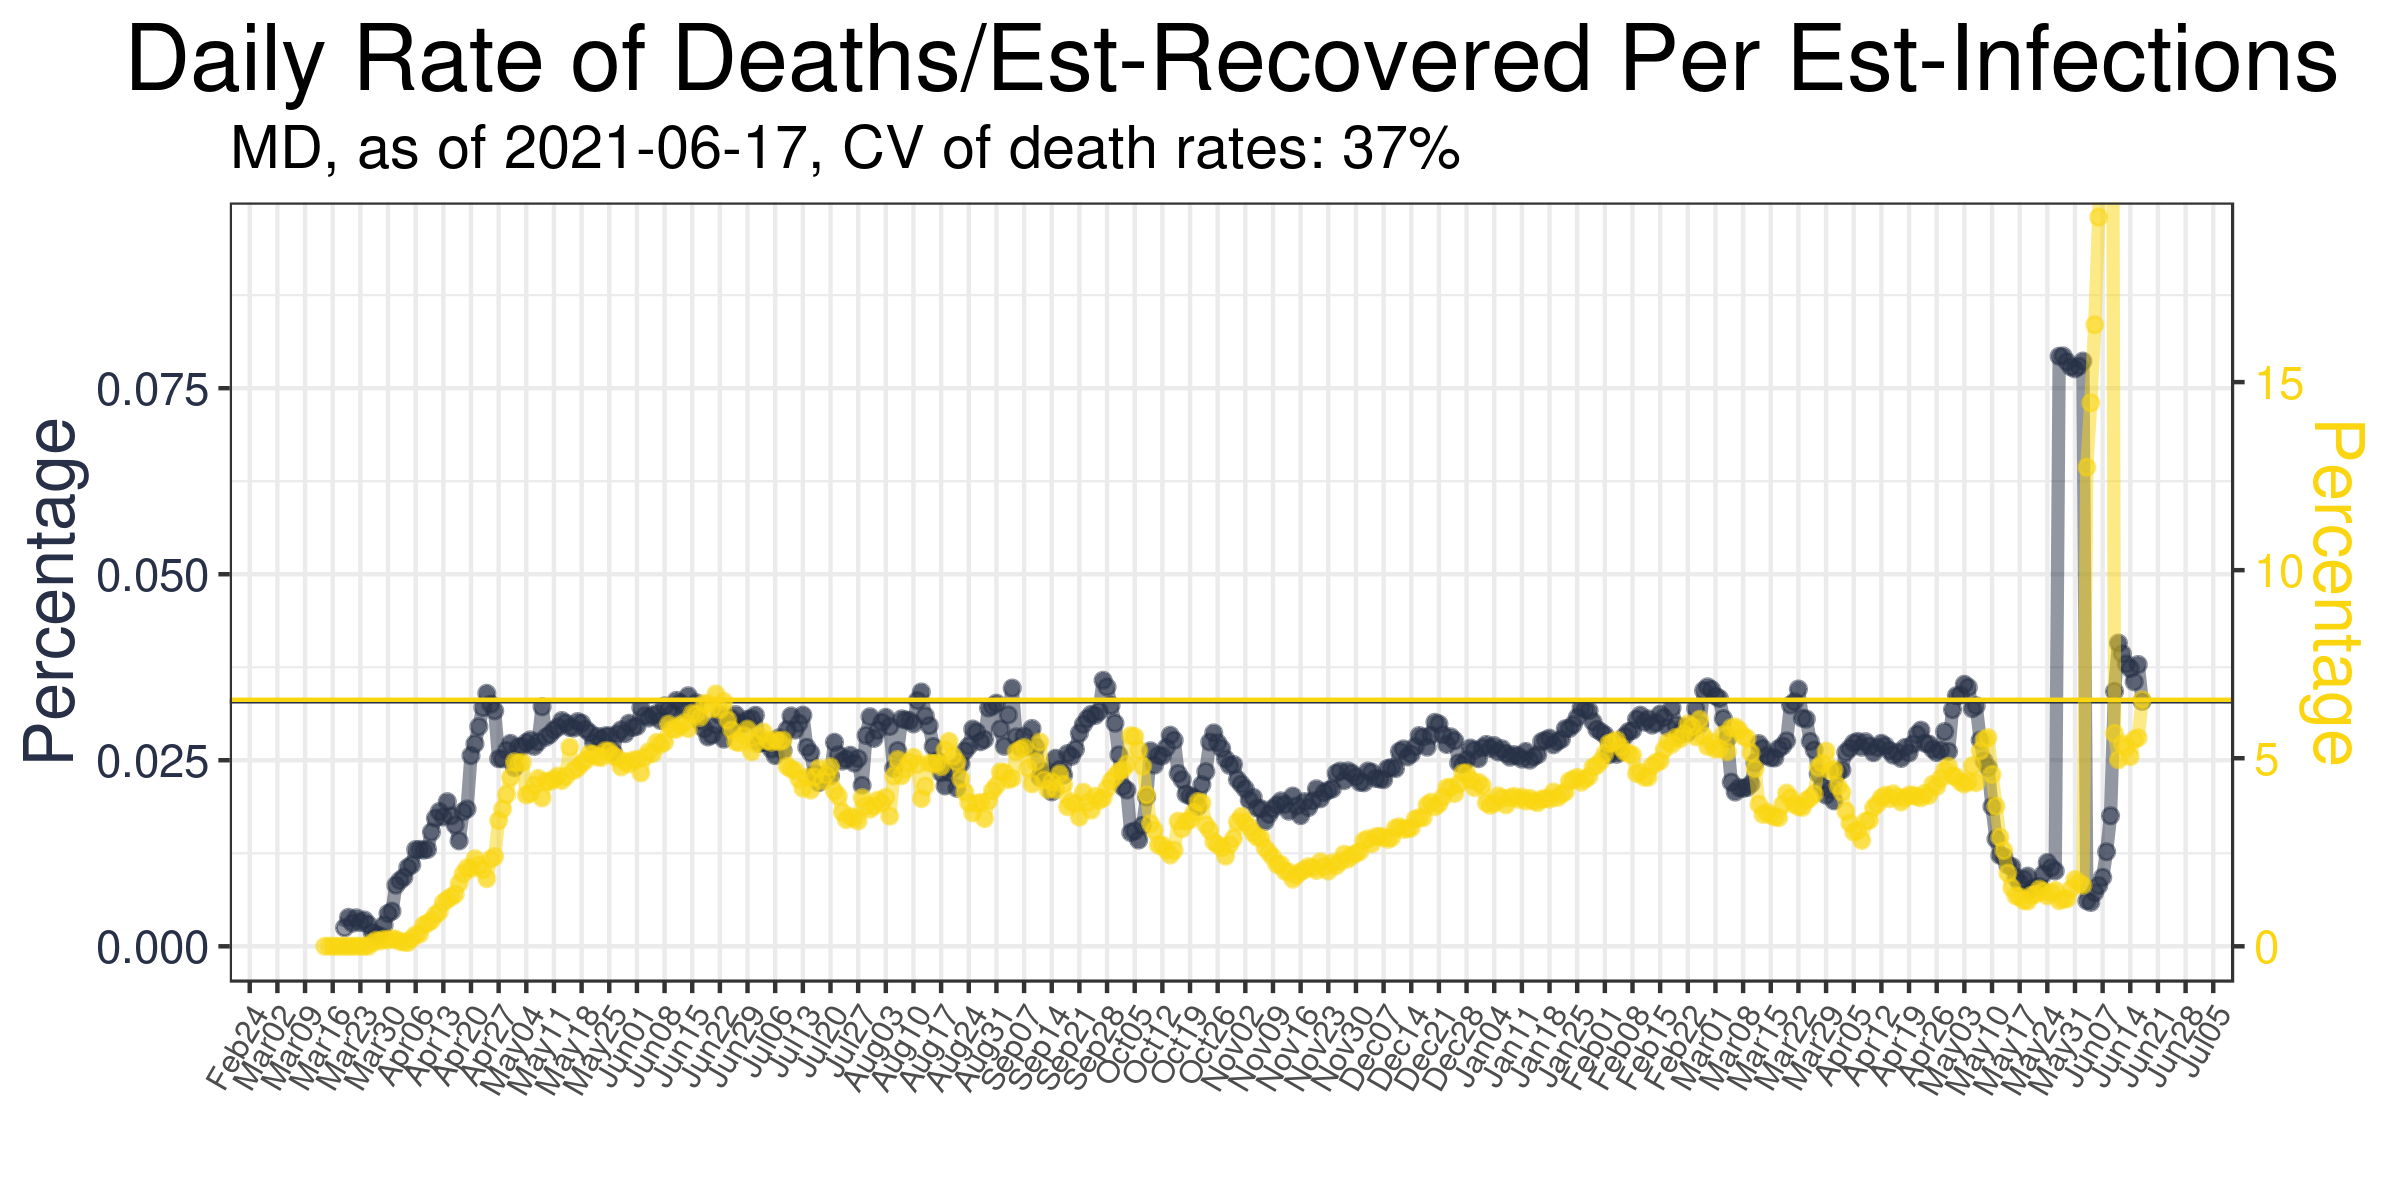 Daily Rate of Deaths/Est-Recovered Per Est-Infections
MD, as of 2021-06-17, CV of death rates: 37%
Percentage
0.075
0.050
0.025
0.000
15
10
5
0
Percentage
Feb24
Mar02
Mar09
Mar16
Mar23
Mar30
Apr06
Apr13
Apr20
Apr27
May04
May11
May18
May25
Jun01
Jun08
Jun15
Jun22
Jun29
Jul06
Jul13
Jul20
Jul27
Aug03
Aug10
Aug17
Aug24
Aug31
Sep07
Sep14
Sep21
Sep28
Oct05
Oct12
Oct19
Oct26
Nov02
Nov09
Nov16
Nov23
Nov30
Dec07
Dec14
Dec21
Dec28
Jan04
Jan11
Jan18
Jan25
Feb01
Feb08
Feb15
Feb22
Mar01
Mar08
Mar15
Mar22
Mar29
Apr05
Apr12
Apr19
Apr26
May03
May10
May17
May24
May31
Jun07
Jun14
Jun21
Jun28
Jul05